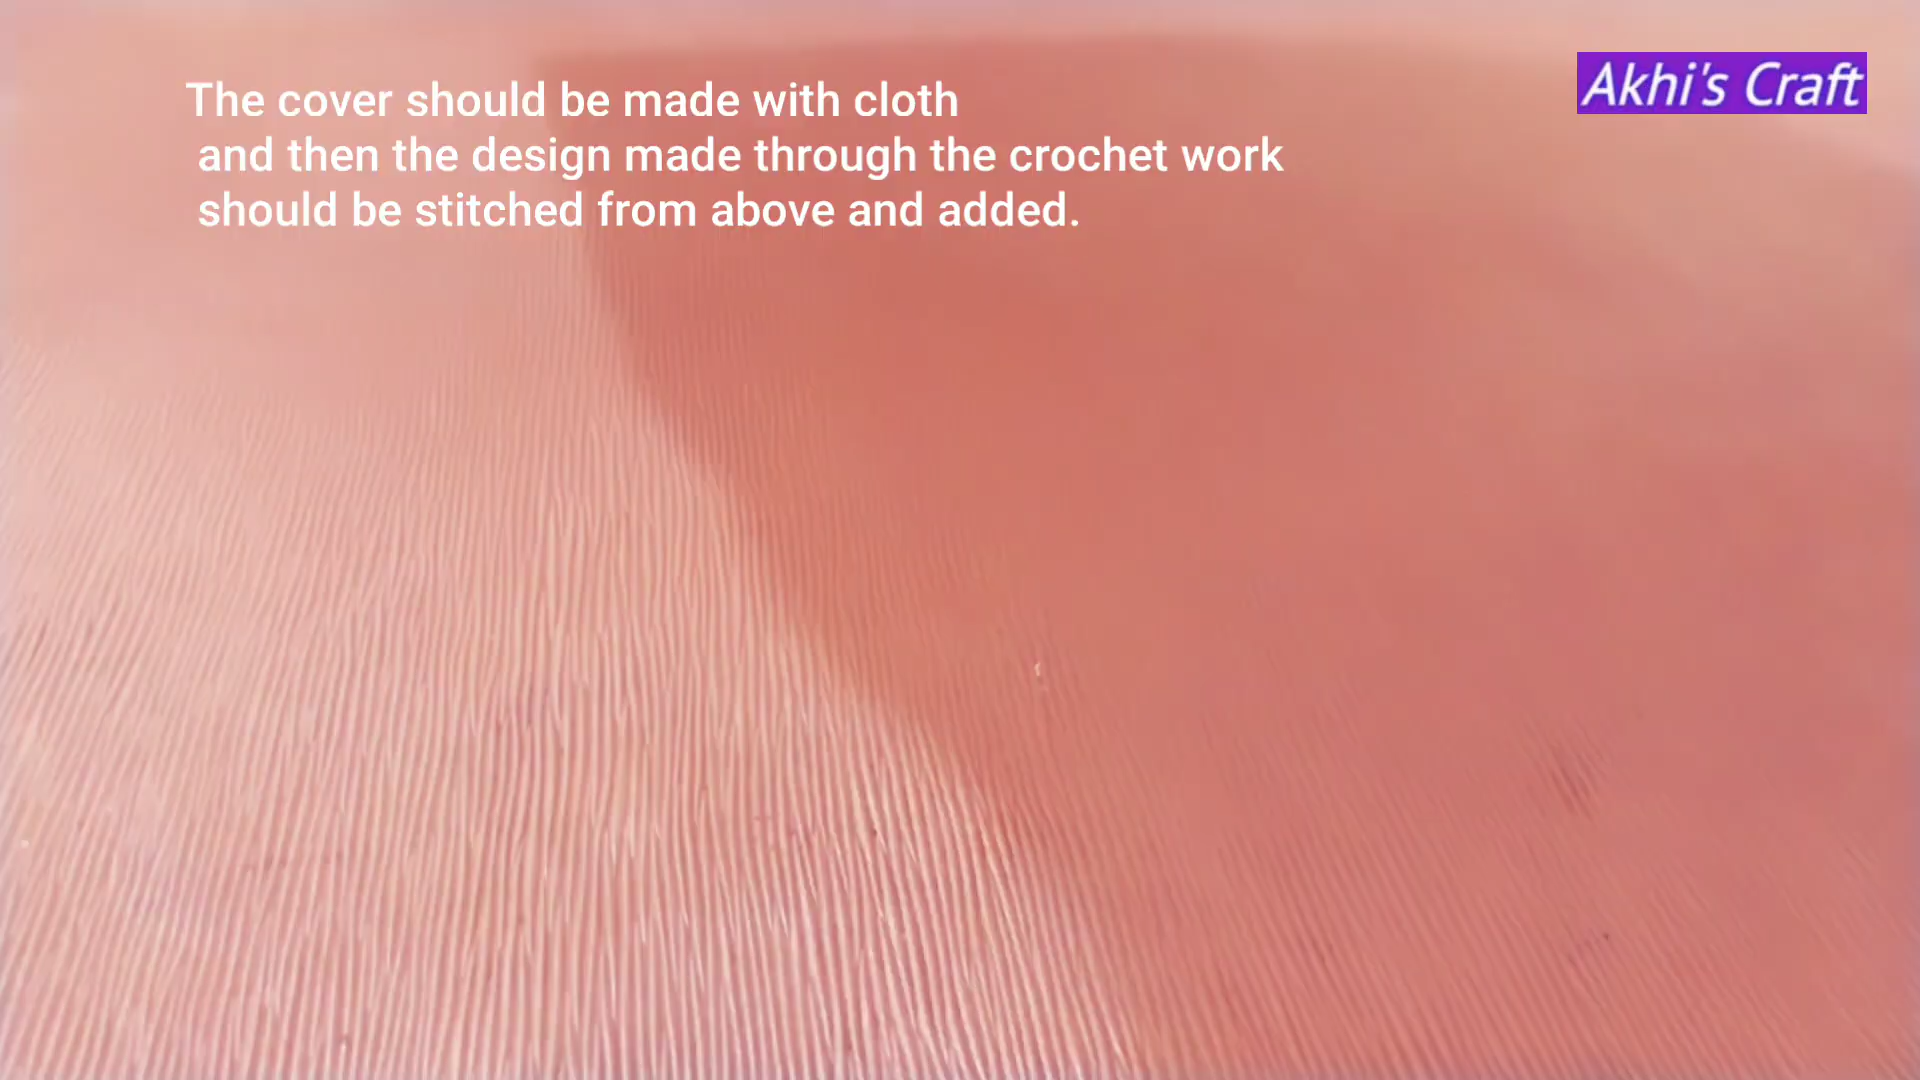 The cover should be made with cloth
and then the design made through the crochet work
should be stitched from above and added.
Akhi's Craft